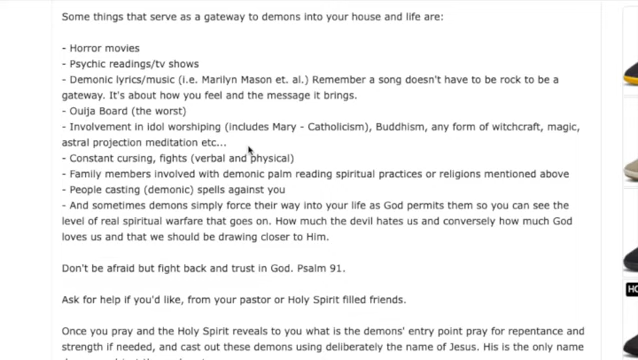 Some things that serve as a gateway to demons into your house and life are:
- Horror movies
- Psychic readings/tv shows
- Demonic lyrics/music (i.e. Marilyn Mason et. al.) Remember a song doesn't have to be rock to be a
gateway. It's about how you feel and the message it brings.
- Ouija Board (the worst)
- Involvement in idol worshiping (includes Mary - Catholicism), Buddhism, any form of witchcraft, magic,
astral projection meditation etc...
- Constant cursing, fights (verbal and physical)
- Family members involved with demonic palm reading spiritual practices or religions mentioned above
- People casting (demonic) spells against you
- And sometimes demons simply force their way into your life as God permits them so you can see the
level of real spiritual warfare that goes on. How much the devil hates us and conversely how much God
loves us and that we should be drawing closer to Him.
Don't be afraid but fight back and trust in God. Psalm 91.
Ask for help if you'd like, from your pastor or Holy Spirit filled friends.
Once you pray and the Holy Spirit reveals to you what is the demons' entry point pray for repentance and
strength if needed, and cast out these demons using deliberately the name of Jesus. His is the only name
HO